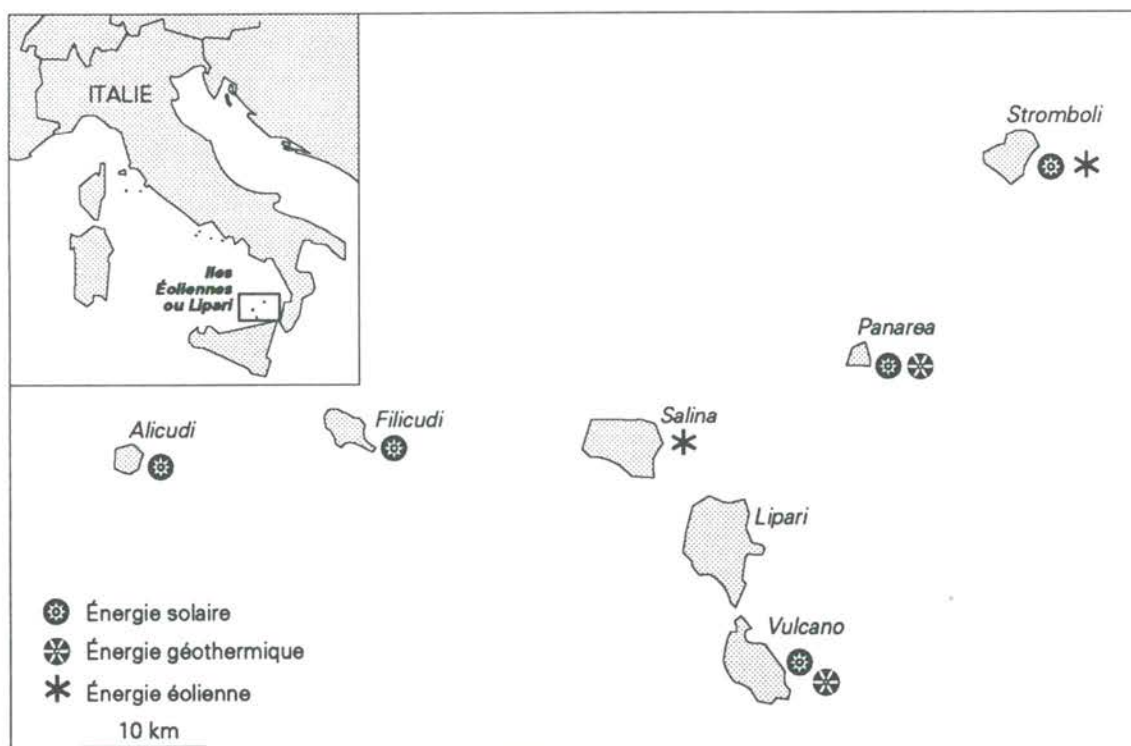 ITALIE
Iles
Éoliennes
ou Lipari
Stromboli
Panarea
Alicudi
Filicudi
Salina
Lipari
Vulcano
Énergie solaire
Énergie géothermique
Énergie éolienne
10 km